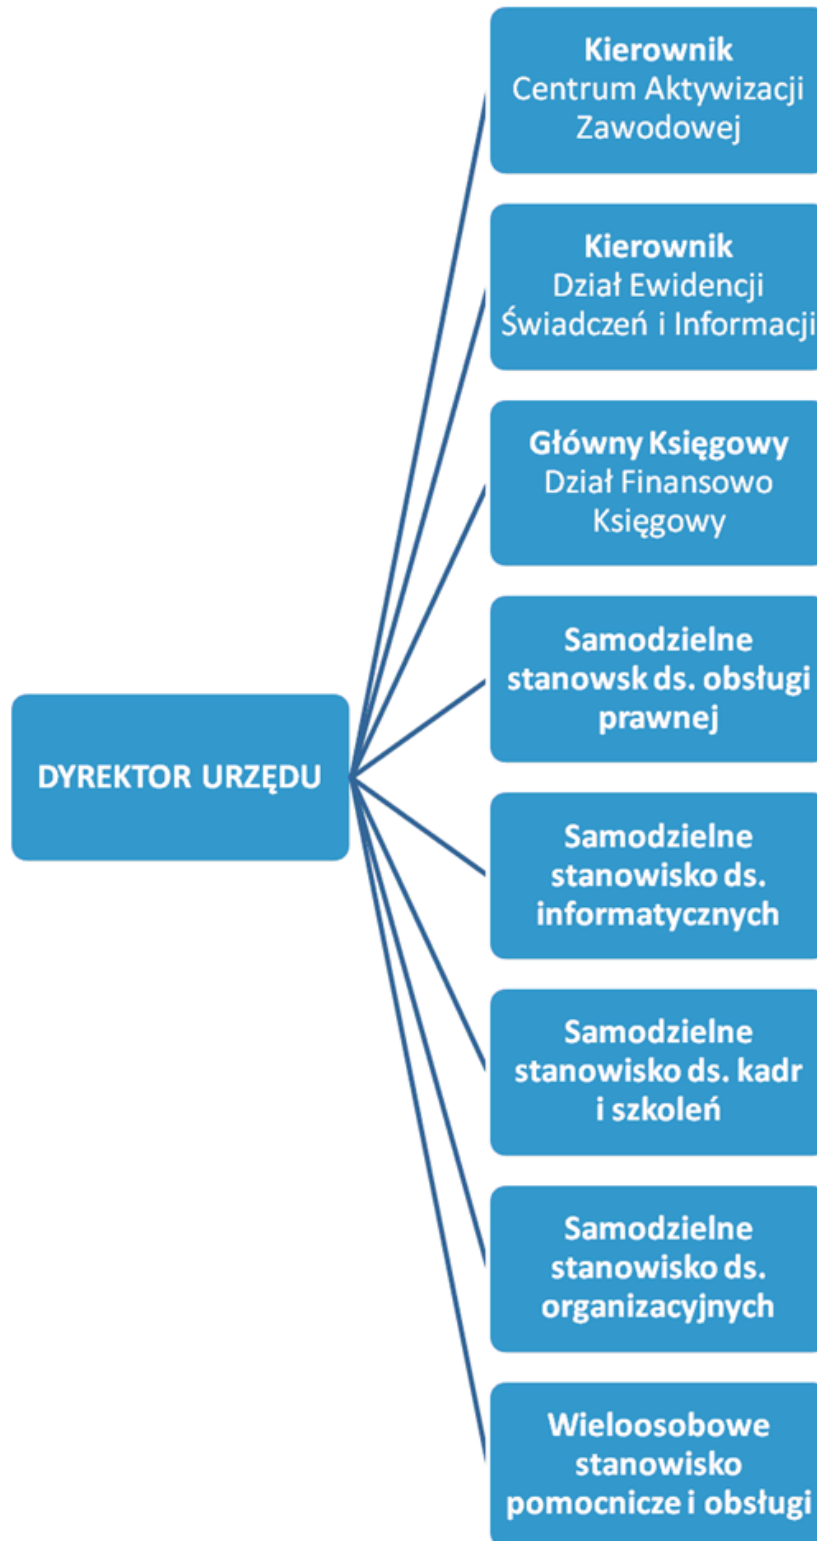 Kierownik
Centrum Aktywizacji
Zawodowej
Kierownik
Dział Ewidencji
Świadczeń i Informacji
Główny Księgowy
Dział Finansowo
Księgowy
Samodzielne
stanowsk ds. obsługi
prawnej
DYREKTOR URZĘDU
Samodzielne
stanowisko ds.
informatycznych
Samodzielne
stanowisko ds. kadr
i szkoleń
Samodzielne
stanowisko ds.
organizacyjnych
Wieloosobowe
stanowisko
pomocnicze i obsługi